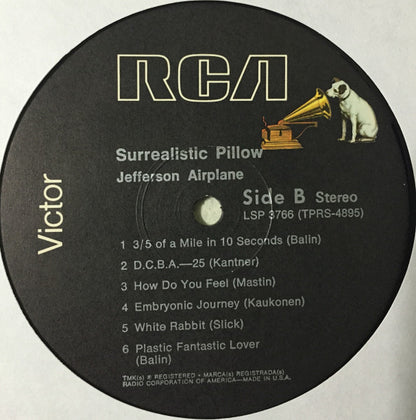 RCA
Victor
Surrealistic Pillow
Jefferson Airplane
Side B Stereo
LSP 3766 (TPRS-4895)
1 3/5 of a Mile in 10 Seconds (Balin)
2 D.C.B.A.—25 (Kantner)
3 How Do You Feel (Mastin)
4 Embryonic Journey (Kaukonen)
5 White Rabbit (Slick)
6 Plastic Fantastic Lover
(Balin)
TMK(s) ® REGISTERED • MARCA(s) REGISTRADA(s)
RADIO CORPORATION OF AMERICA—MADE IN U.S.A.